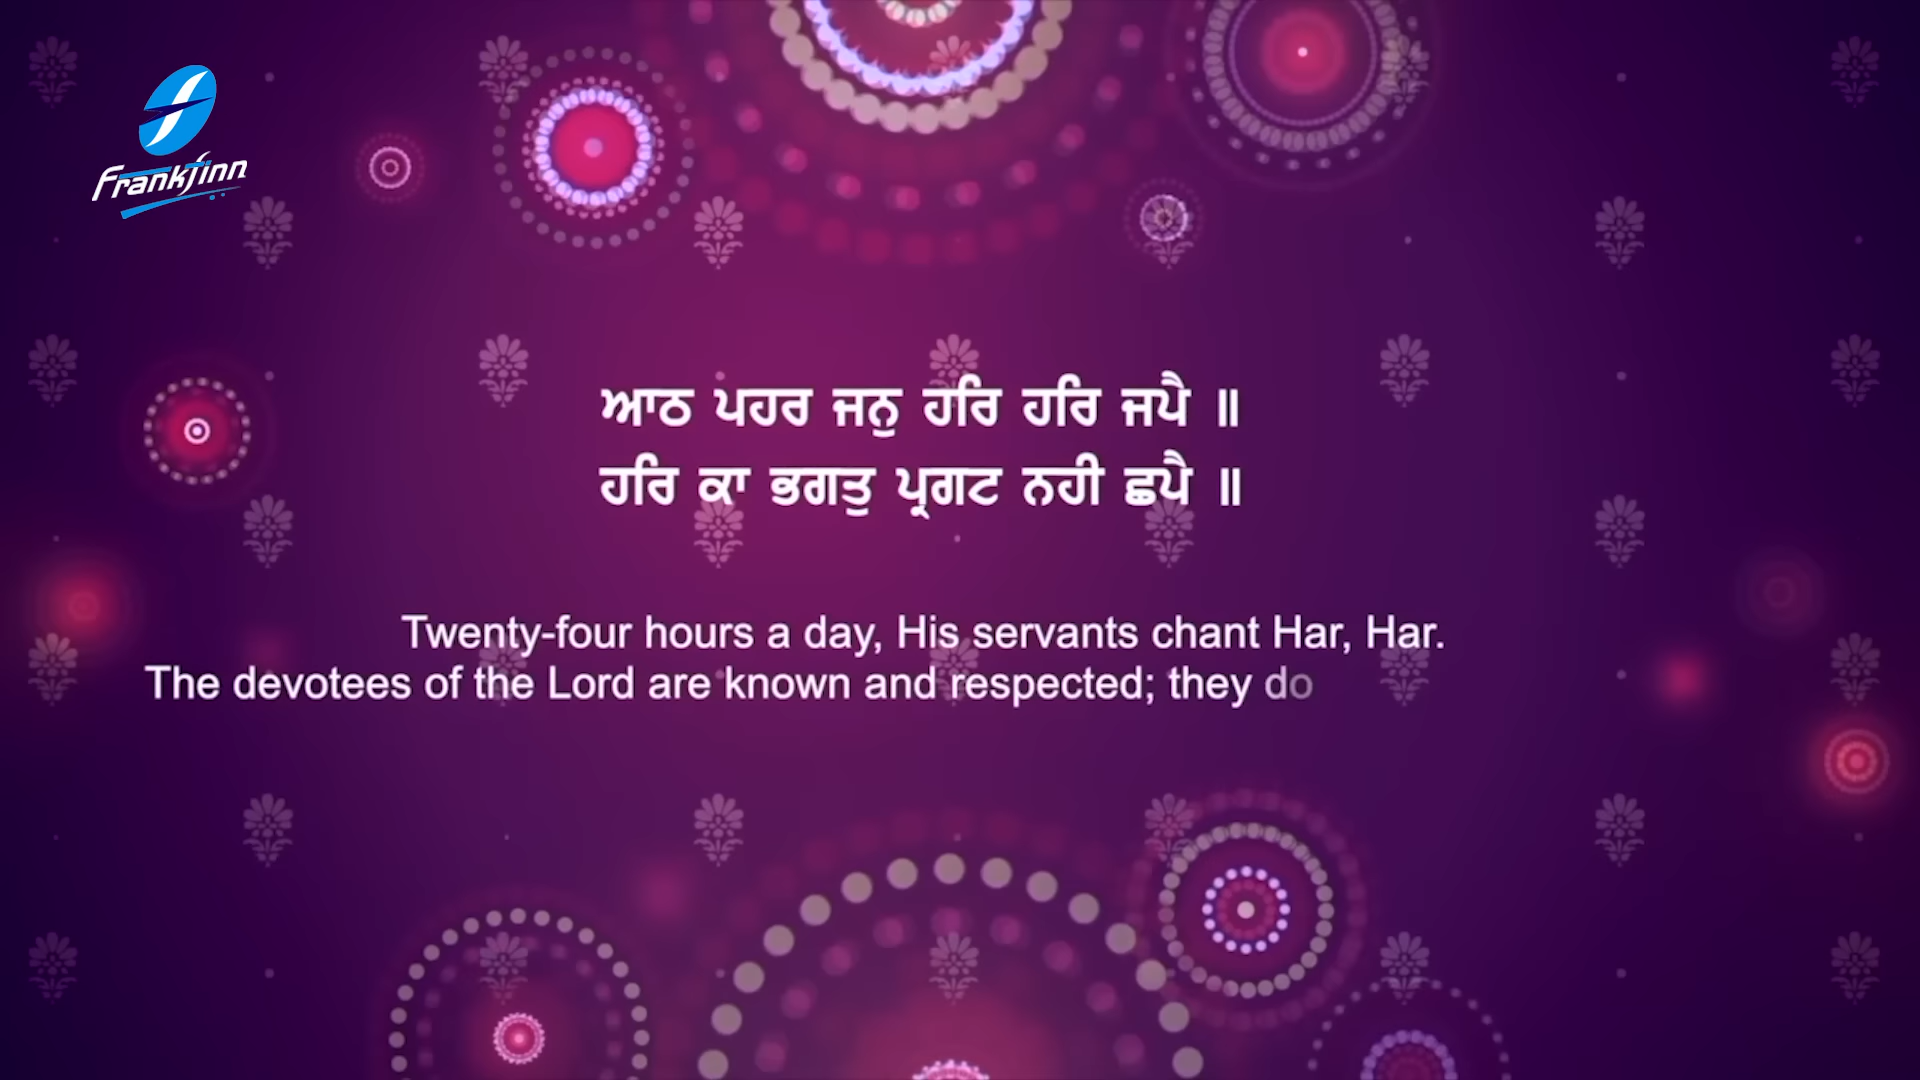 Frankfinn
ਆਠ ਪਹਰ ਜਨੁ ਹਰਿ ਹਰਿ ਜਪੈ ॥
ਹਰਿ ਕਾ ਭਗਤੁ ਪ੍ਰਗਟ ਨਹੀ ਛਪੈ ॥
Twenty-four hours a day, His servants chant Har, Har.
The devotees of the Lord are known and respected; they do